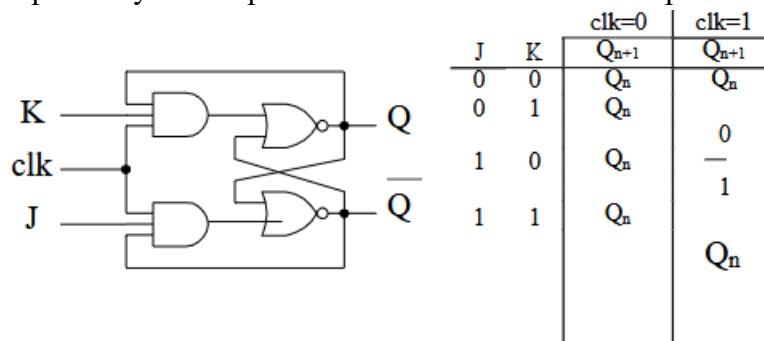 clk=0 clk=1
J K Qn+1 Qn+1
0 0 Qn Qn
0 1 Qn
0
1 0 Qn
1
1 1 Qn
Qn
K
Q
clk
Q
J